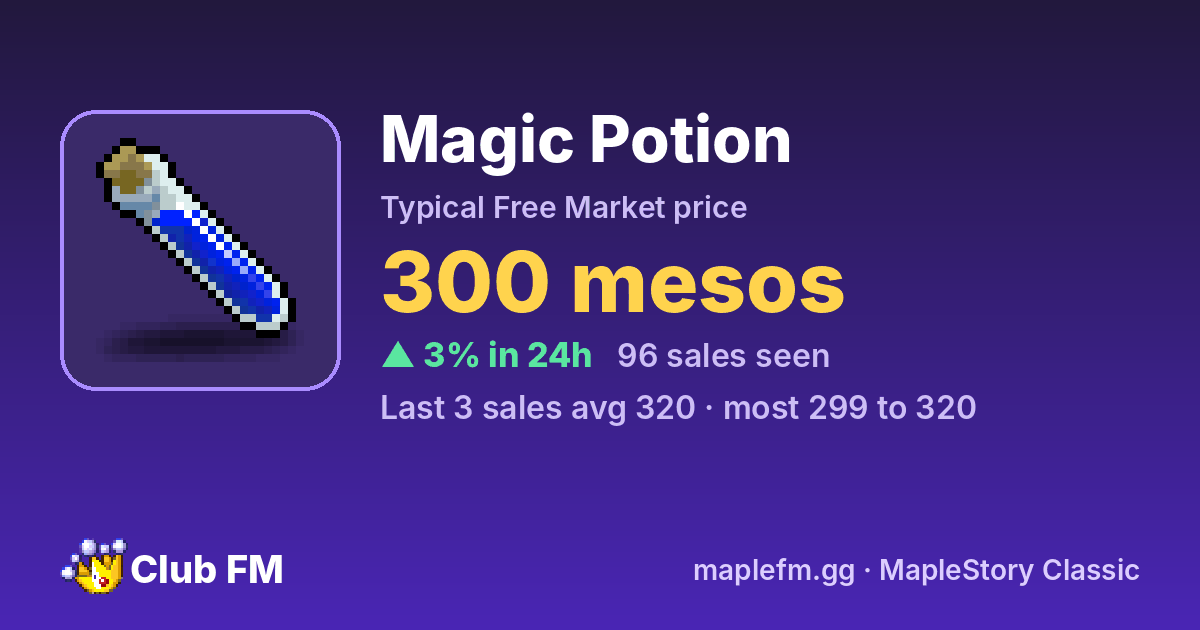 Magic Potion
Typical Free Market price
300 mesos
▲ 3% in 24h 96 sales seen
Last 3 sales avg 320 · most 299 to 320
Club FM
maplefm.gg · MapleStory Classic